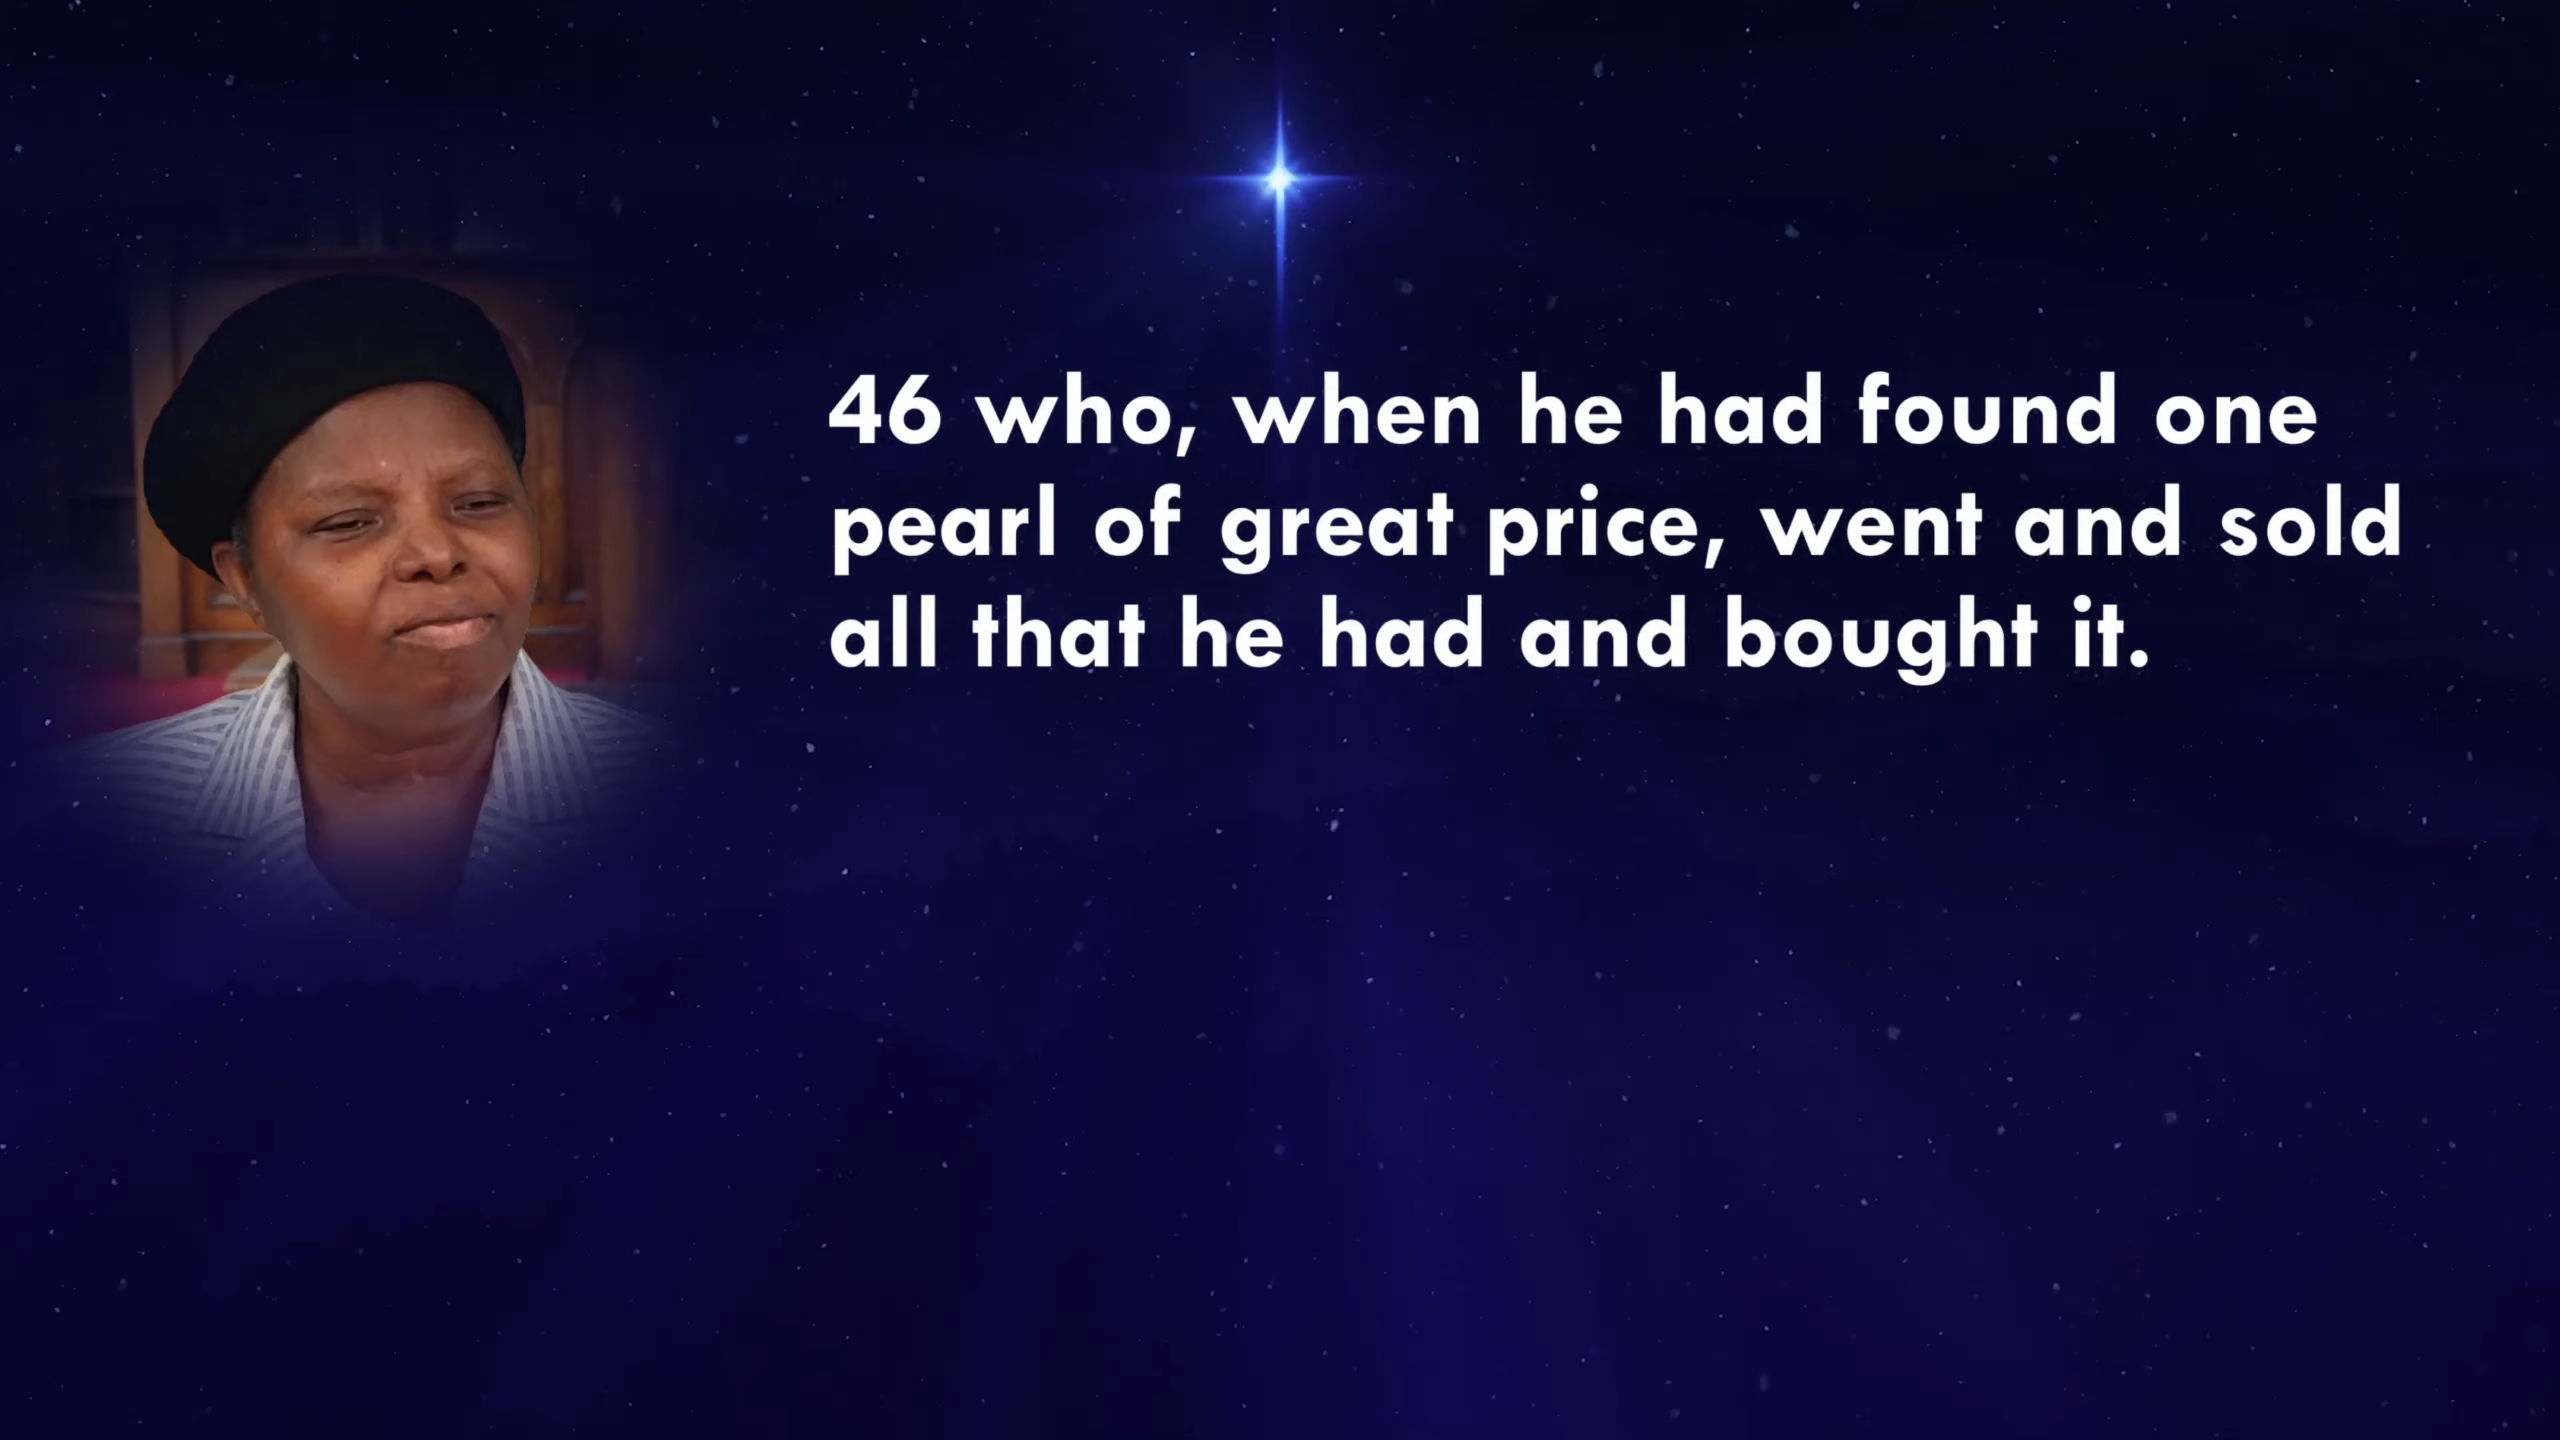 46 who, when he had found one
pearl of great price, went and sold
all that he had and bought it.